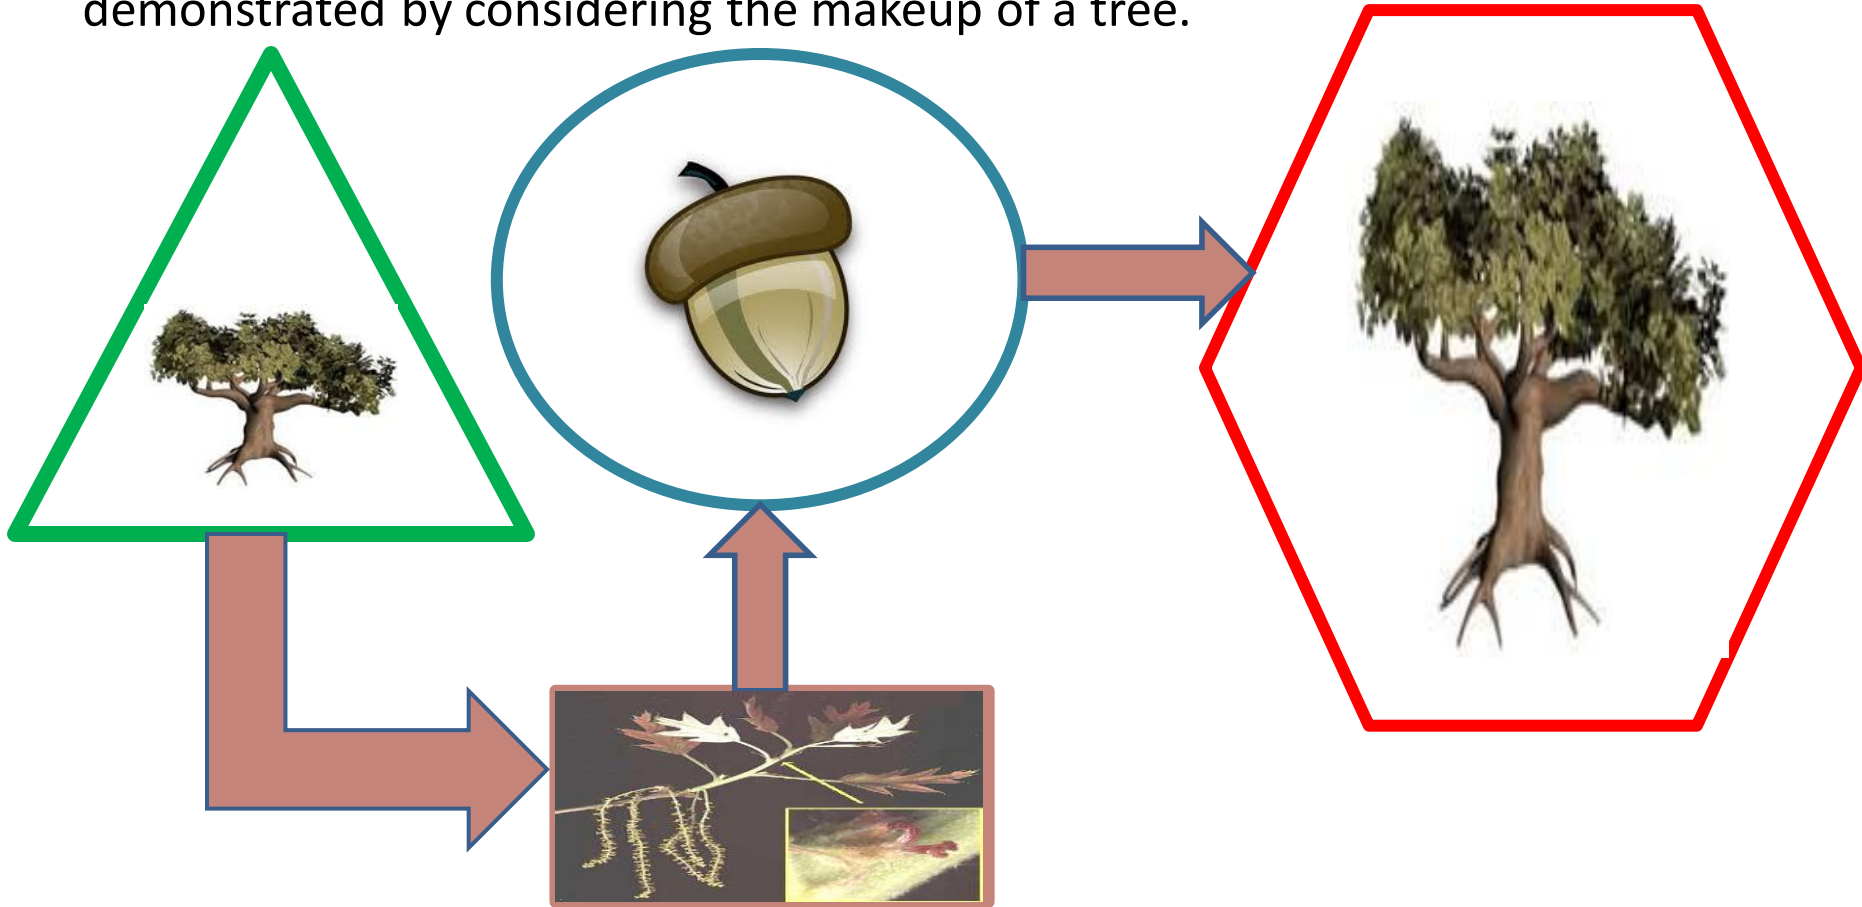 demonstrated by considering the makeup of a tree.